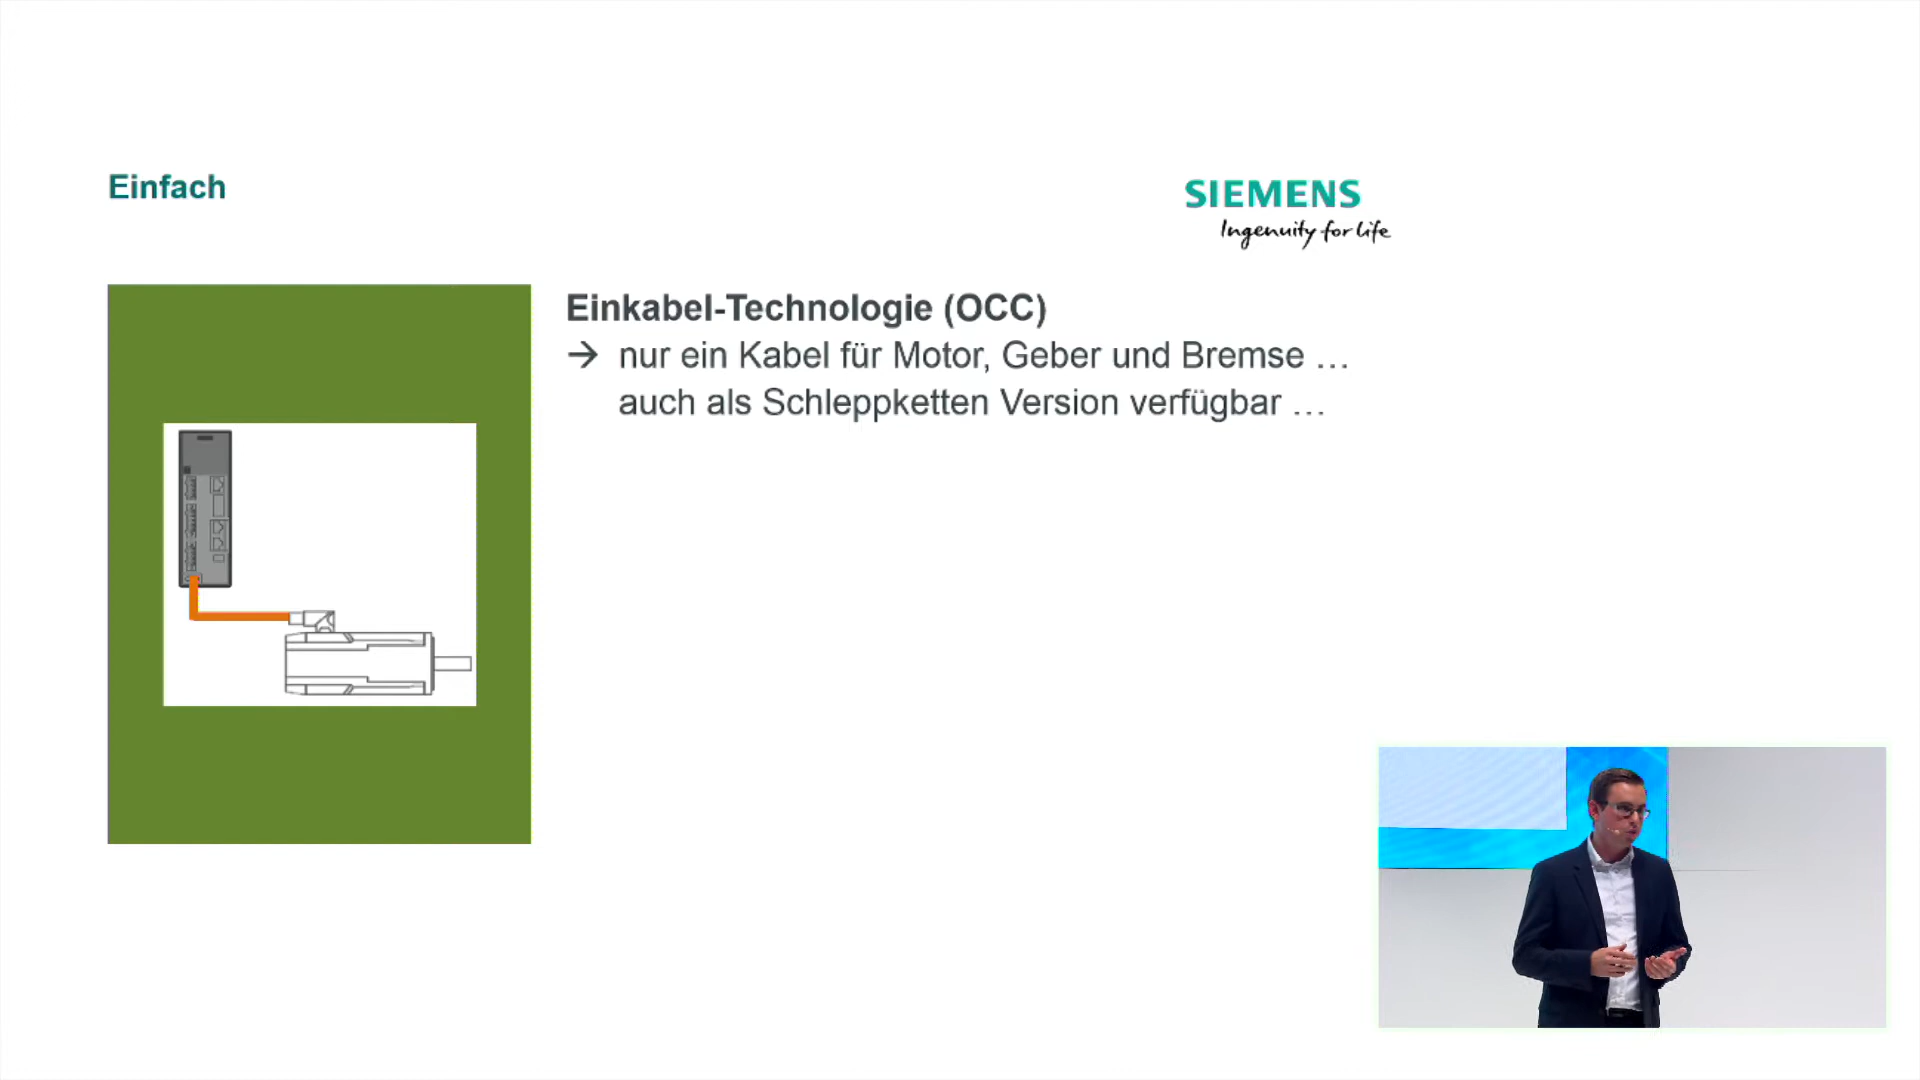 Einfach
SIEMENS
Ingenuity for life
Einkabel-Technologie (OCC)
→ nur ein Kabel für Motor, Geber und Bremse …
auch als Schleppketten Version verfügbar …